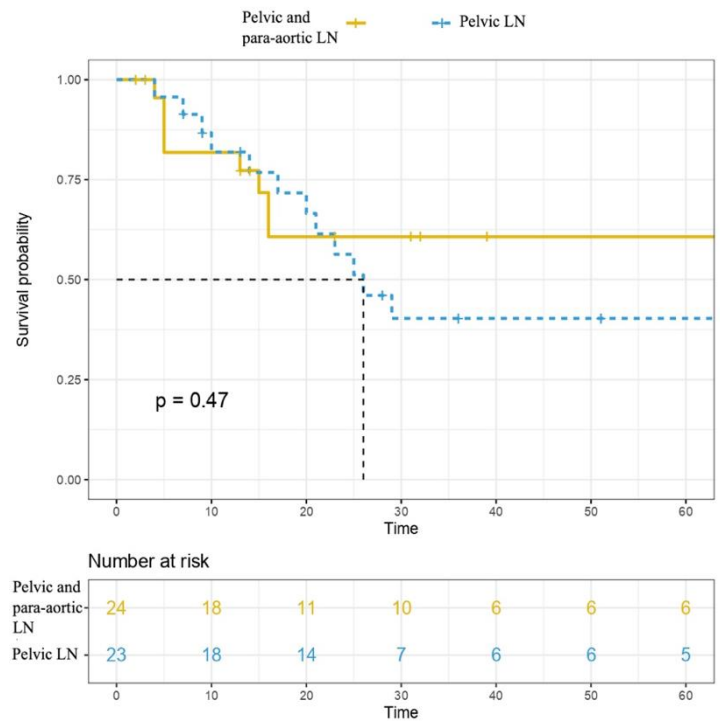 Pelvic and
para-aortic LN
Pelvic LN
Survival probability
1.00
0.75
0.50
0.25
0.00
p = 0.47
0 10 20 30 40 50 60
Time
Number at risk
Pelvic and
para-aortic
LN
24 18 11 10 6 6 6
Pelvic LN 23 18 14 7 6 6 5
0 10 20 30 40 50 60
Time